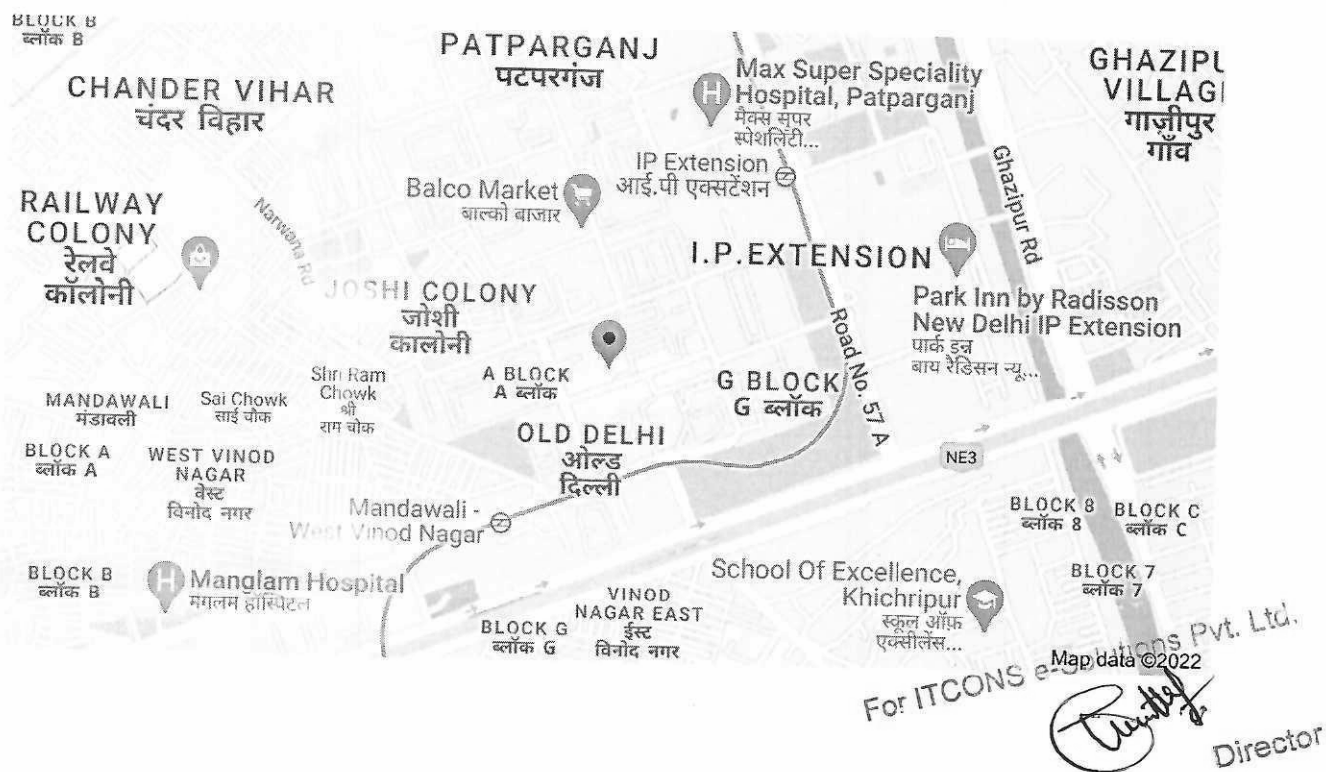 BLOCK B
ब्लॉक B
PATPARGANJ
पटपरगंज
CHANDER VIHAR
चंदर विहार
Max Super Speciality
Hospital, Patparganj
मैक्स सुपर
स्पेशलिटी...
GHAZIPU
VILLAG
गाज़ीपुर
गाँव
IP Extension
आई.पी एक्सटेंशन
Ghazipur Rd
Balco Market
बाल्को बाजार
RAILWAY
COLONY
रेलवे
कॉलोनी
Narwana Rd
I.P.EXTENSION
JOSHI COLONY
जोशी
कालोनी
Park Inn by Radisson
New Delhi IP Extension
पार्क इन्न
बाय रैडिसन न्यू...
Road No. 57 A
Shri Ram
Chowk
श्री
राम चोक
A BLOCK
A ब्लॉक
G BLOCK
G ब्लॉक
MANDAWALI
मंडावली
Sai Chowk
साई चौक
OLD DELHI
ओल्ड
दिल्ली
BLOCK A
ब्लॉक A
WEST VINOD
NAGAR
वेस्ट
विनोद नगर
NE3
Mandawali -
West Vinod Nagar
BLOCK 8
ब्लॉक 8
BLOCK C
ब्लॉक C
BLOCK B
ब्लॉक B
Manglam Hospital
मंगलम हॉस्पिटल
School Of Excellence,
Khichripur
स्कूल ऑफ़
एक्सीलेंस...
BLOCK 7
ब्लॉक 7
VINOD
NAGAR EAST
ईस्ट
विनोद नगर
BLOCK G
ब्लॉक G
Map data ©2022
For ITCONS e-Solutions Pvt. Ltd.
Director